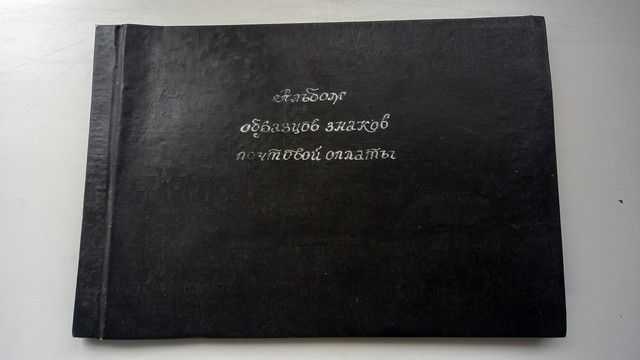 Альбом
образцов знаков
почтовой оплаты